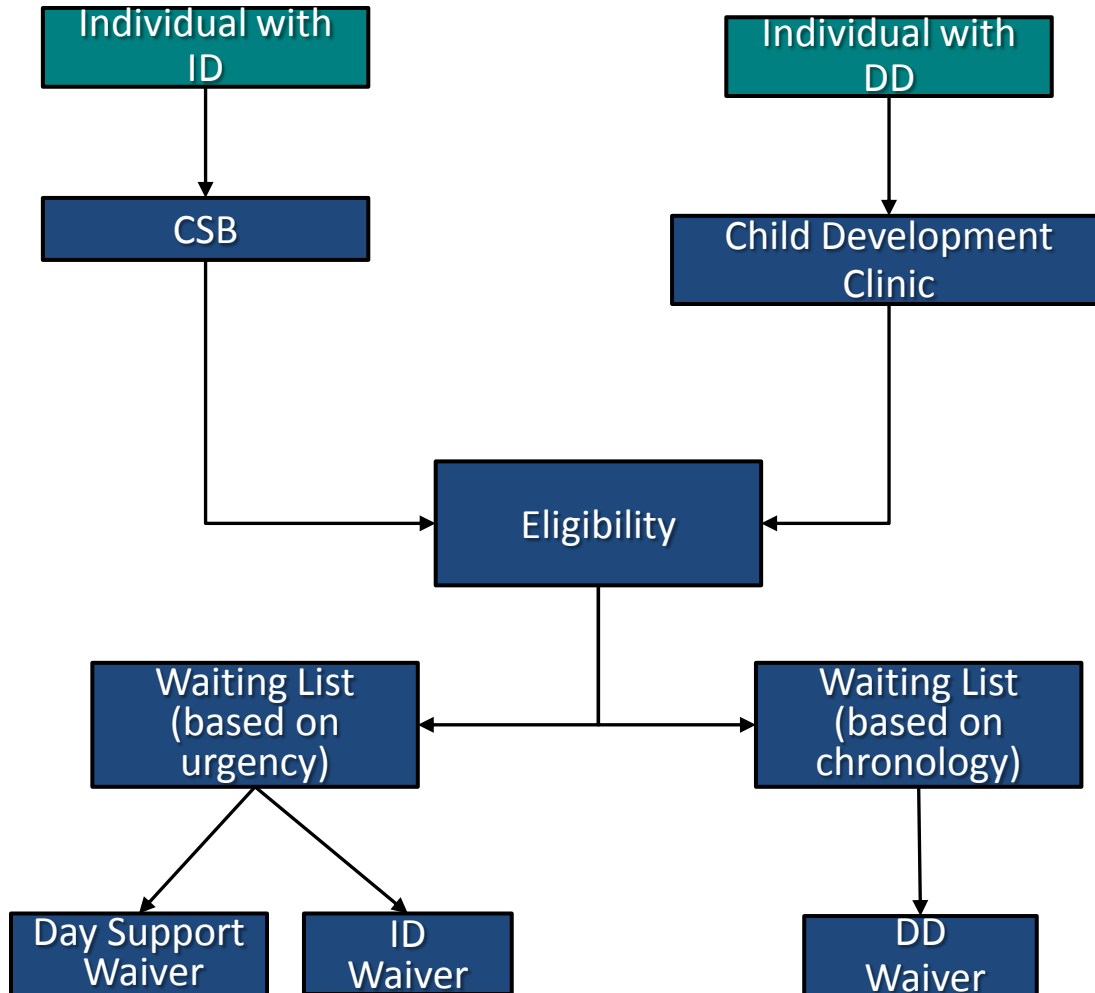 Individual with
ID
Individual with
DD
CSB
Child Development
Clinic
Eligibility
Waiting List
(based on
urgency)
Waiting List
(based on
chronology)
Day Support
Waiver
ID
Waiver
DD
Waiver